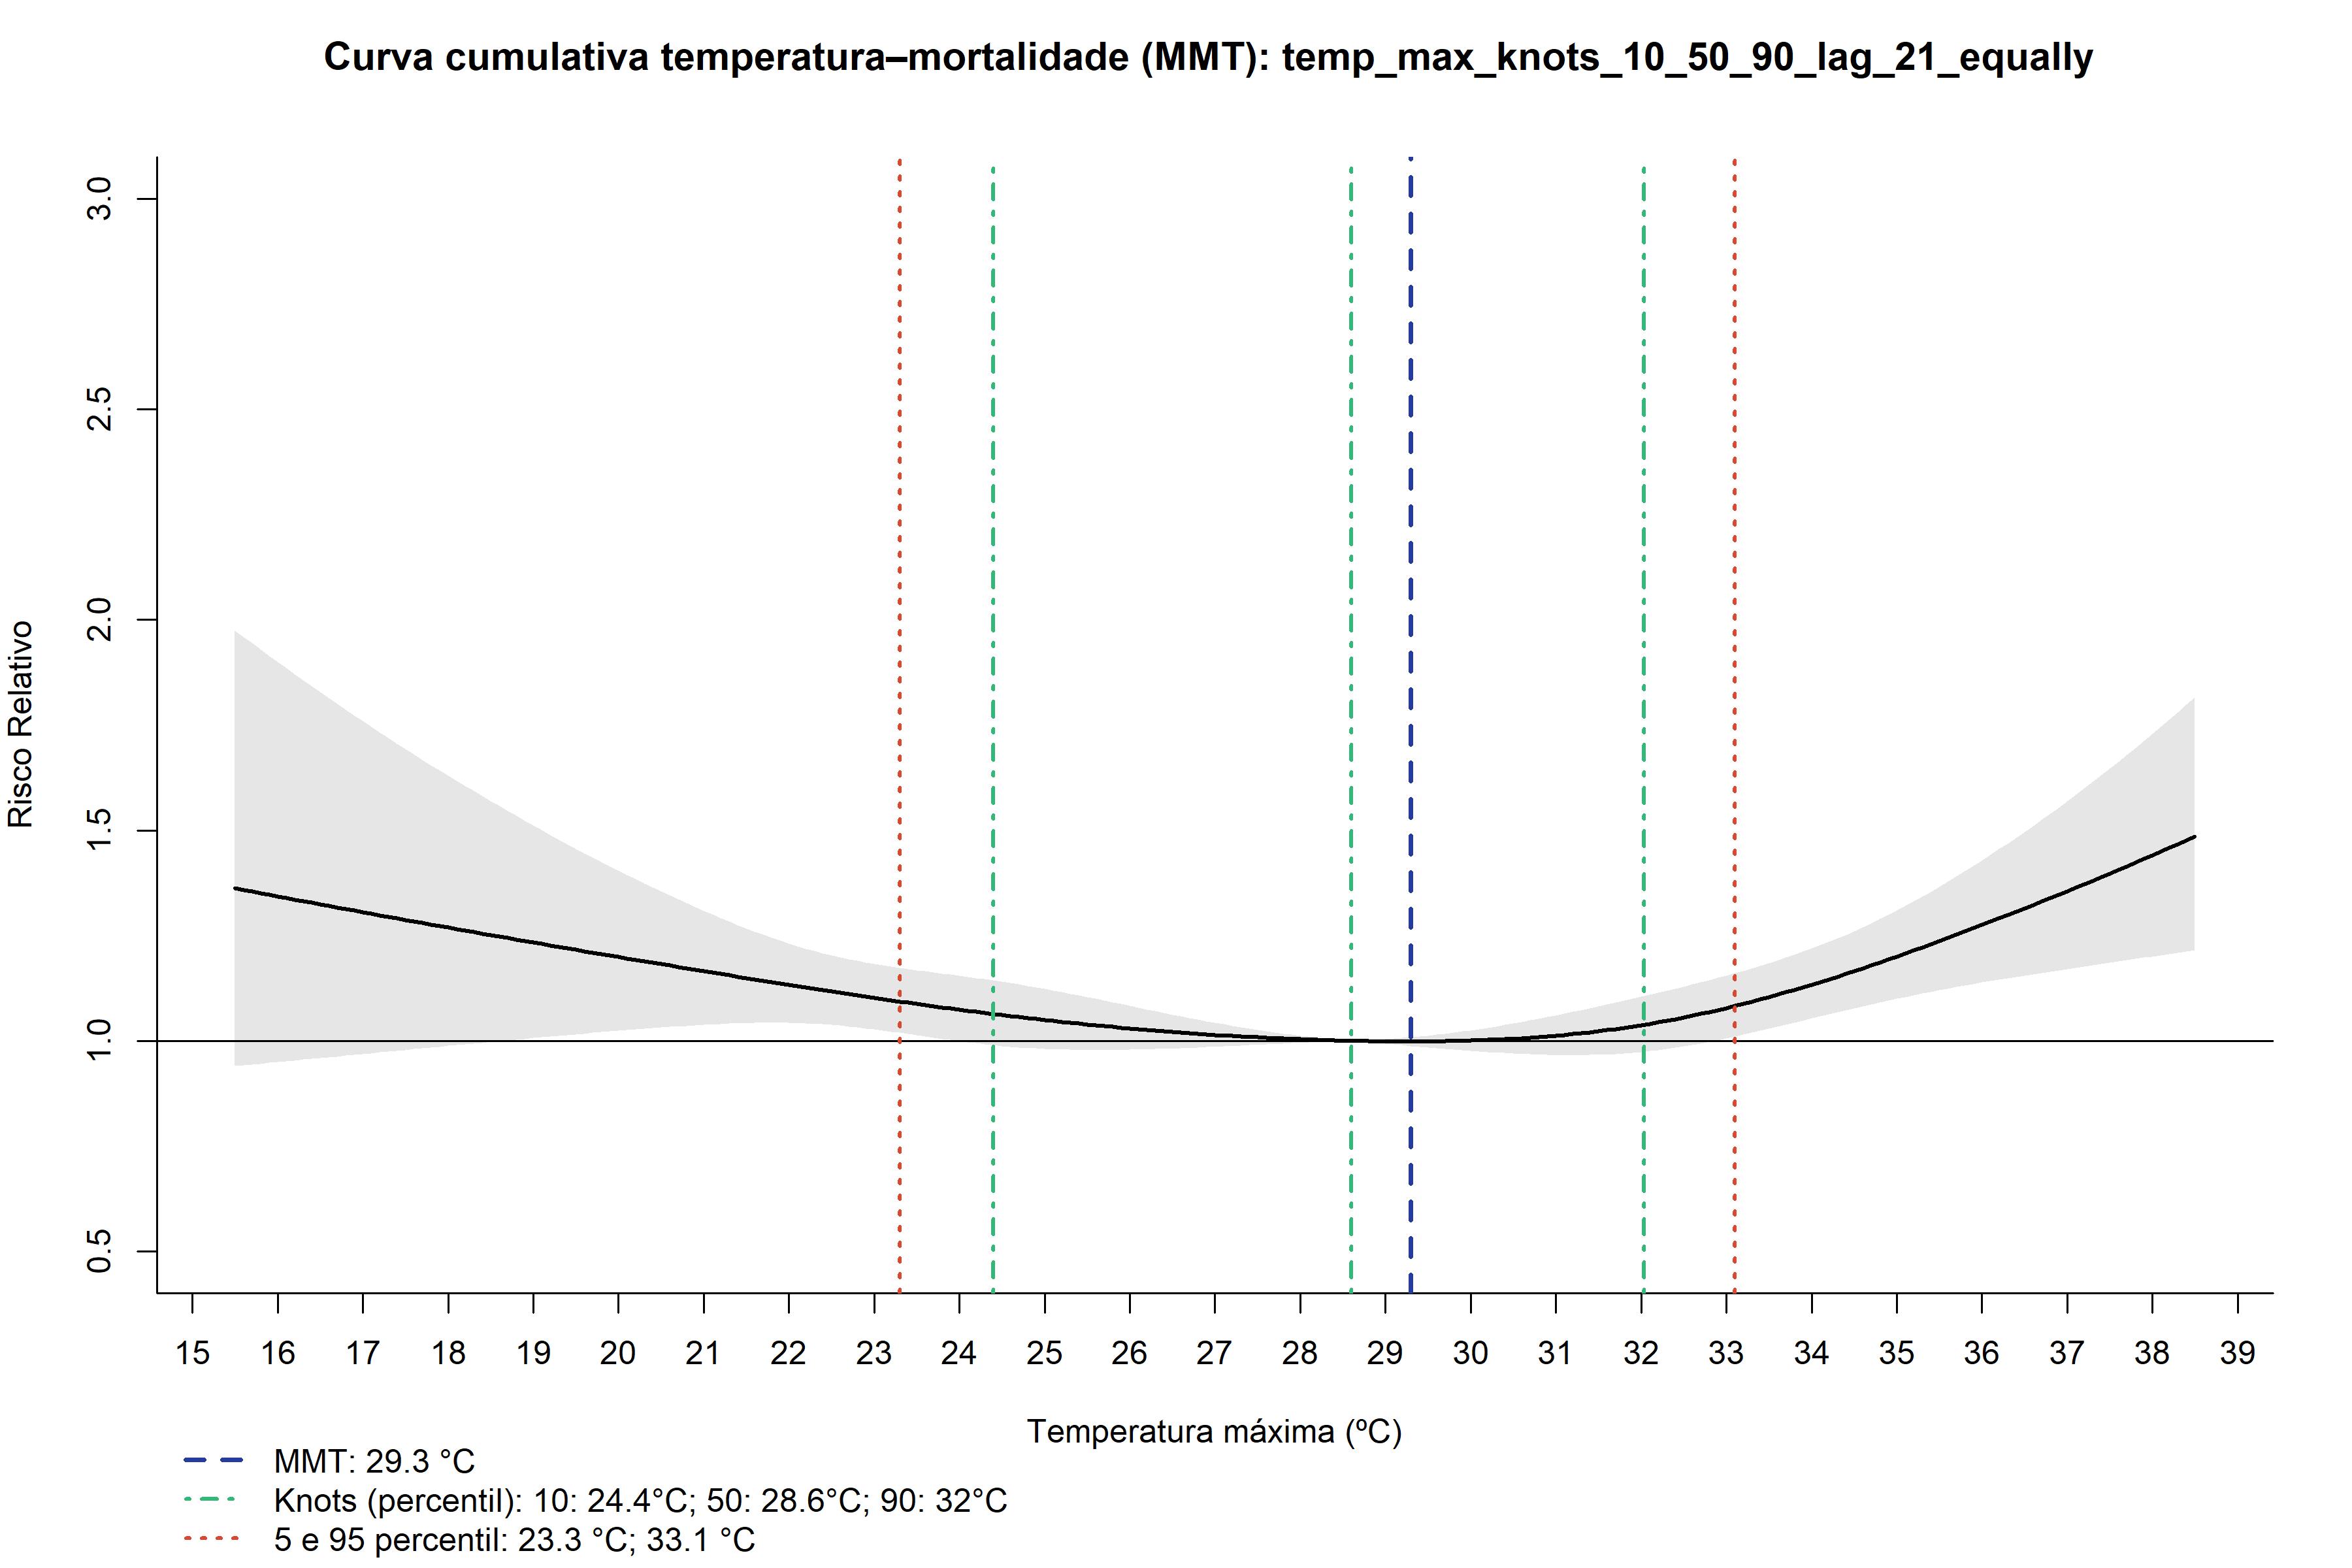 Curva cumulativa temperatura–mortalidade (MMT): temp_max_knots_10_50_90_lag_21_equally
Risco Relativo
3.0
2.5
2.0
1.5
1.0
0.5
15 16 17 18 19 20 21 22 23 24 25 26 27 28 29 30 31 32 33 34 35 36 37 38 39
Temperatura máxima (ºC)
MMT: 29.3 °C
Knots (percentil): 10: 24.4°C; 50: 28.6°C; 90: 32°C
5 e 95 percentil: 23.3 °C; 33.1 °C